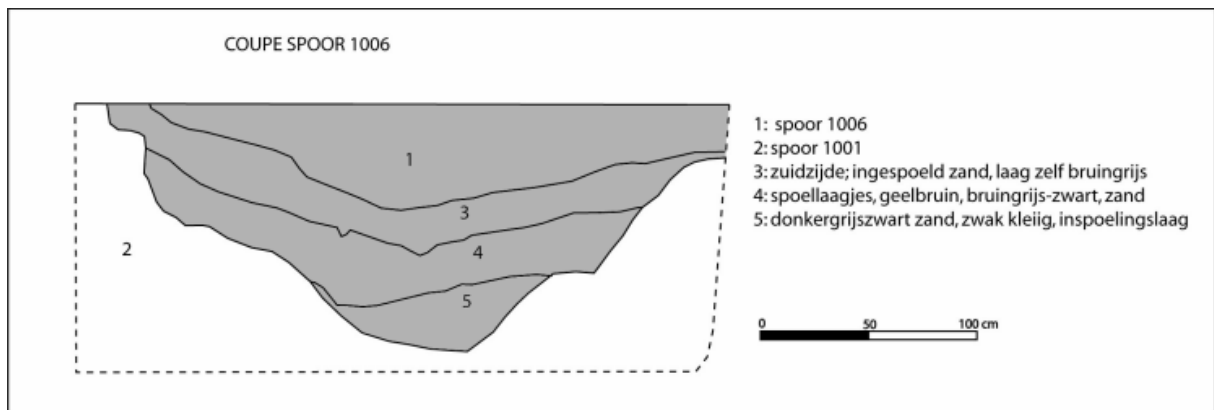 COUPE SPOOR 1006
1
2
3
4
5
1: spoor 1006
2: spoor 1001
3: zuidzijde; ingespoeld zand, laag zelf bruingrijs
4: spoellaagjes, geelbruin, bruingrijs-zwart, zand
5: donkergrijszwart zand, zwak kleiig, inspoelingslaag
0 50 100 cm